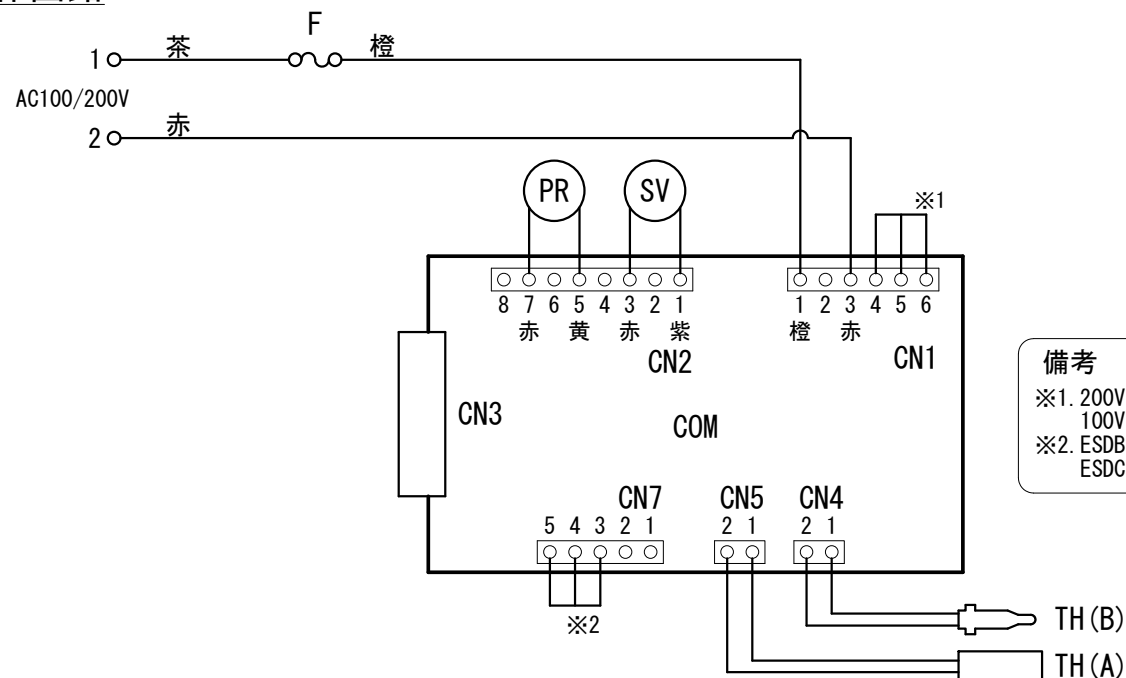 F
1 茶 橙
AC100/200V
2 赤
PR SV ※1
8 7 6 5 4 3 2 1 1 2 3 4 5 6
赤 黄 赤 紫 橙 赤
CN2 CN1
備考
※1.200V
100V
※2.ESDB
ESDC
CN3 COM
CN7 CN5 CN4
5 4 3 2 1 2 1 2 1
※2
TH(B)
TH(A)